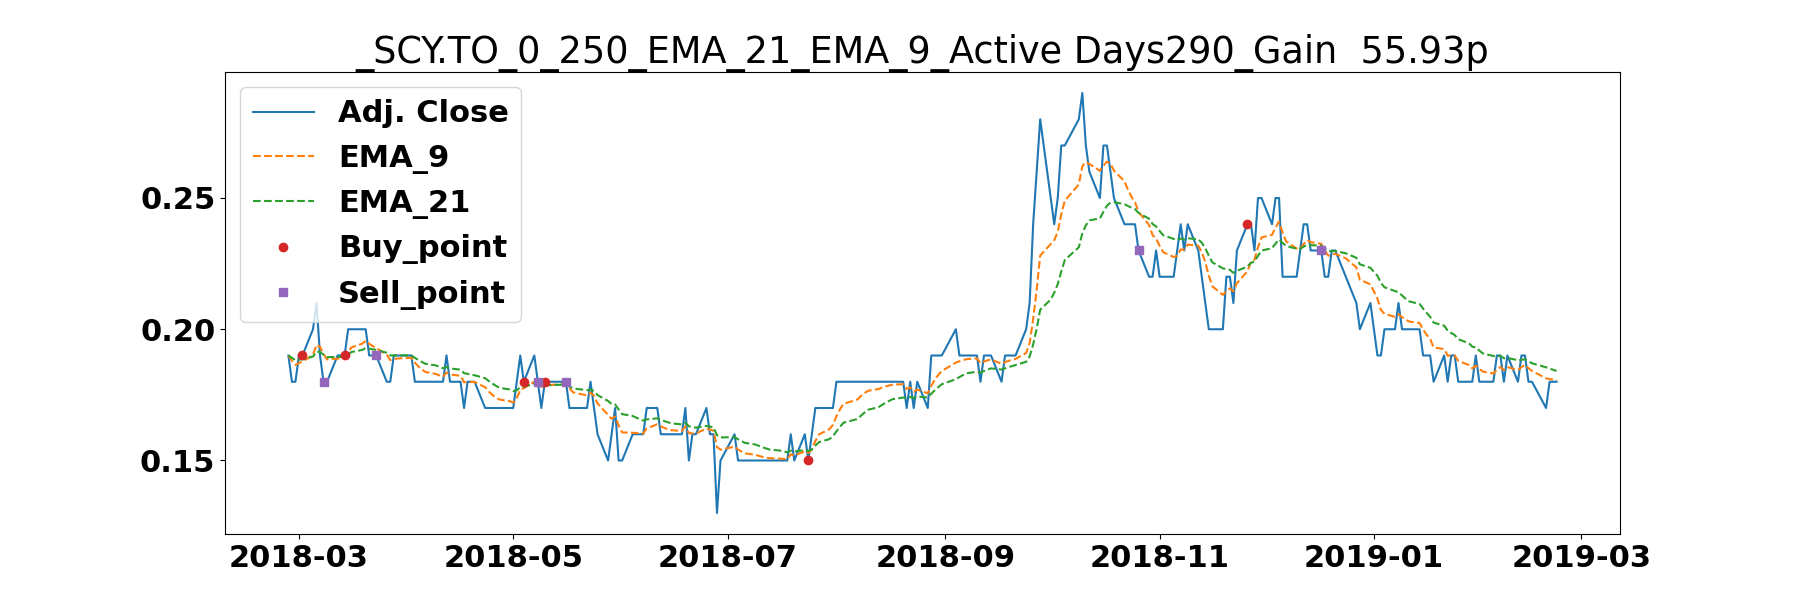 _SCY.TO_0_250_EMA_21_EMA_9_Active Days290_Gain  55.93p
Adj. Close
EMA_9
EMA_21
Buy_point
Sell_point
0.25
0.20
0.15
2018-03 2018-05 2018-07 2018-09 2018-11 2019-01 2019-03